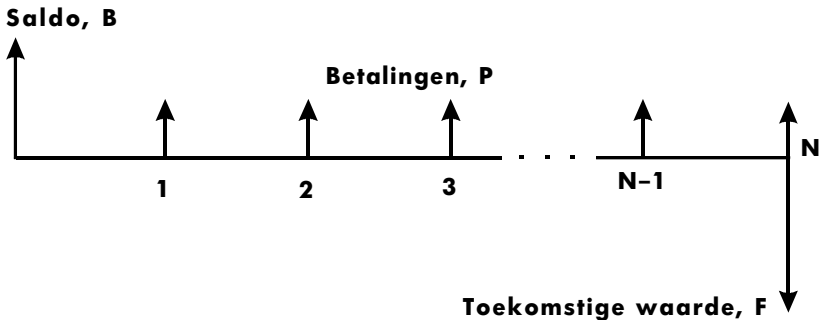 Saldo, B
Betalingen, P
1 2 3 N–1 N
Toekomstige waarde, F